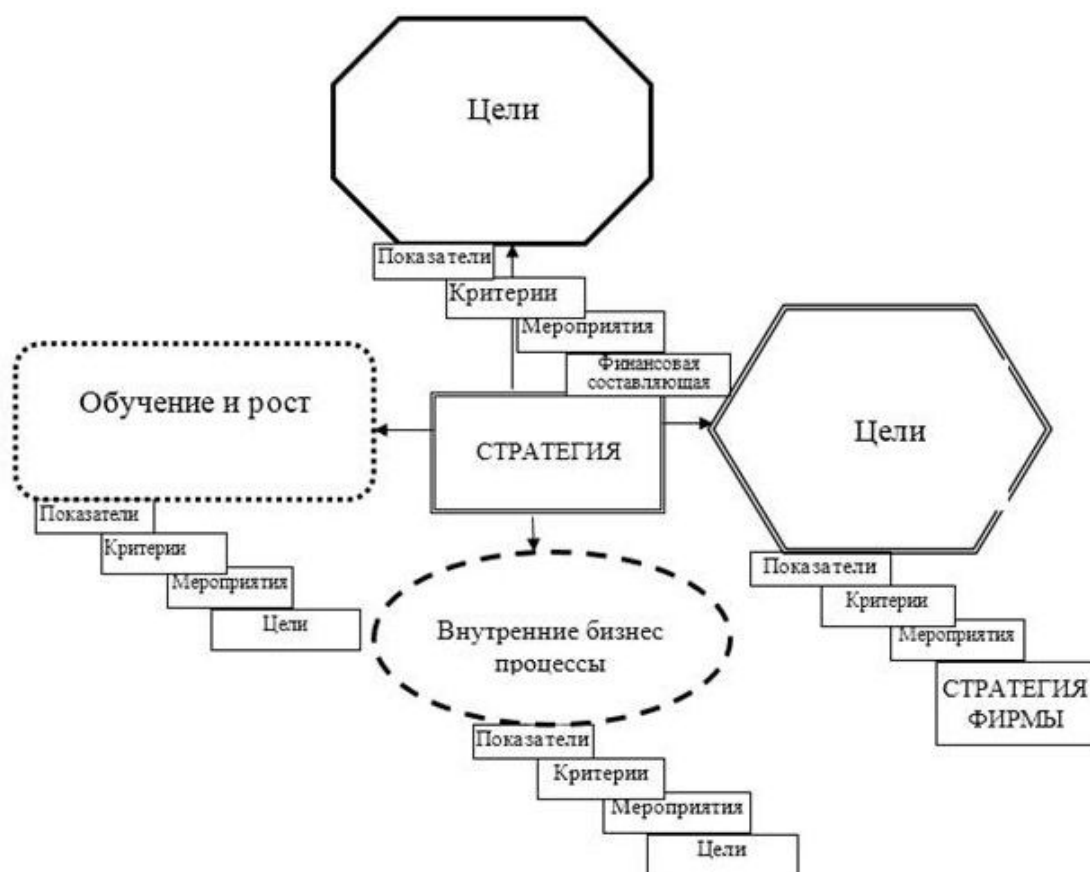 Цели
Показатели
Критерии
Мероприятия
Финансовая
составляющая
Обучение и рост
СТРАТЕГИЯ
Цели
Показатели
Критерии
Мероприятия
Цели
Внутренние бизнес
процессы
Показатели
Критерии
Мероприятия
СТРАТЕГИЯ
ФИРМЫ
Показатели
Критерии
Мероприятия
Цели